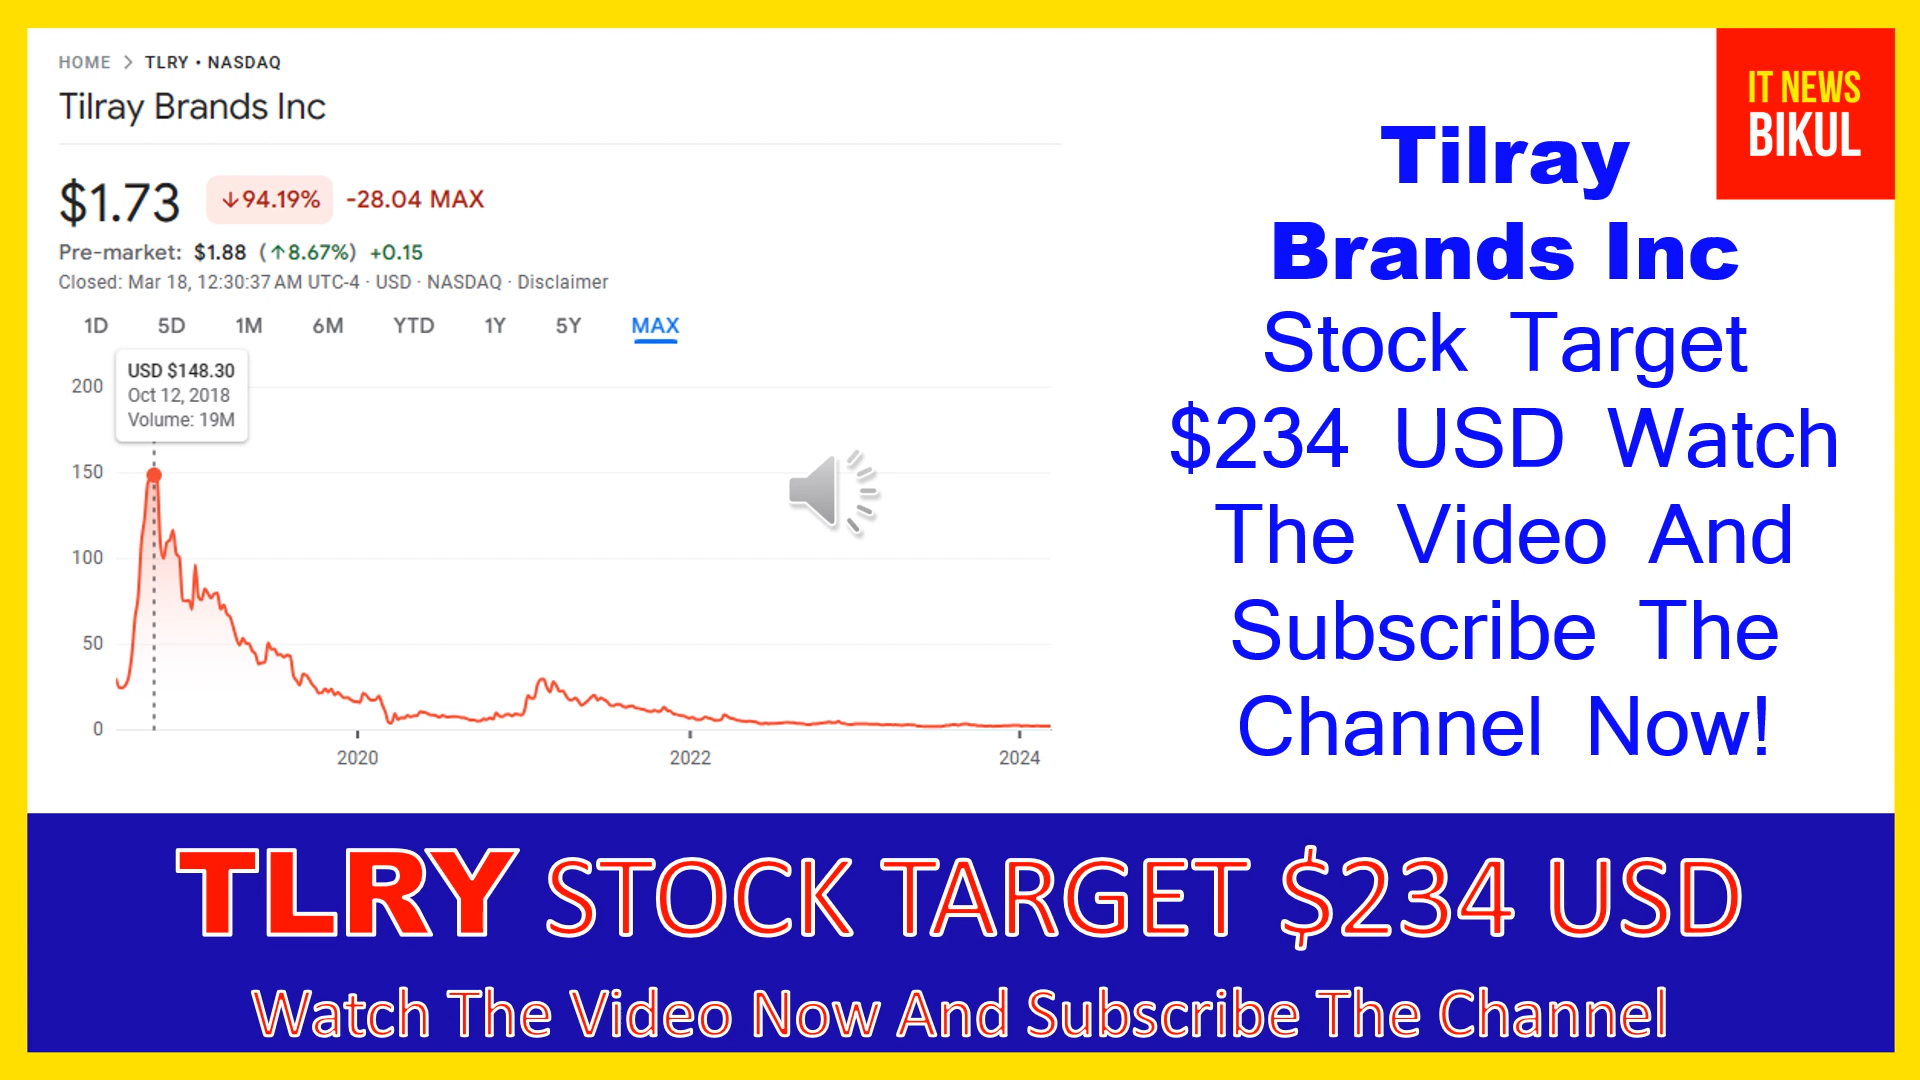 HOME > TLRY • NASDAQ
Tilray Brands Inc
$1.73 ↓94.19% -28.04 MAX
Pre-market: $1.88 (↑8.67%) +0.15
Closed: Mar 18, 12:30:37 AM UTC-4 · USD · NASDAQ · Disclaimer
1D 5D 1M 6M YTD 1Y 5Y MAX
USD $148.30
Oct 12, 2018
Volume: 19M
200
150
100
50
0
2020 2022 2024
IT NEWS
BIKUL
Tilray
Brands Inc
Stock Target
$234 USD Watch
The Video And
Subscribe The
Channel Now!
TLRY STOCK TARGET $234 USD
Watch The Video Now And Subscribe The Channel